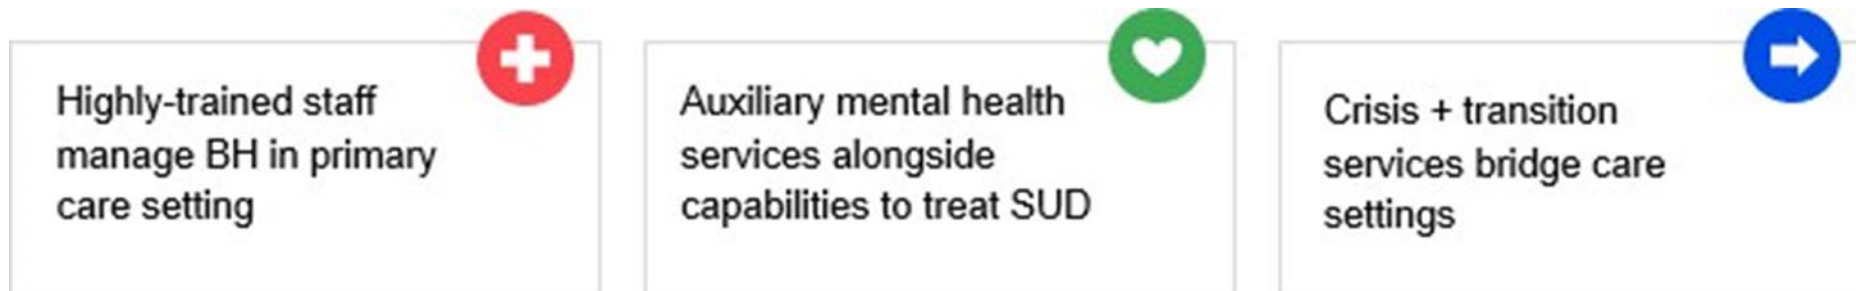 Highly-trained staff
manage BH in primary
care setting
Auxiliary mental health
services alongside
capabilities to treat SUD
Crisis + transition
services bridge care
settings